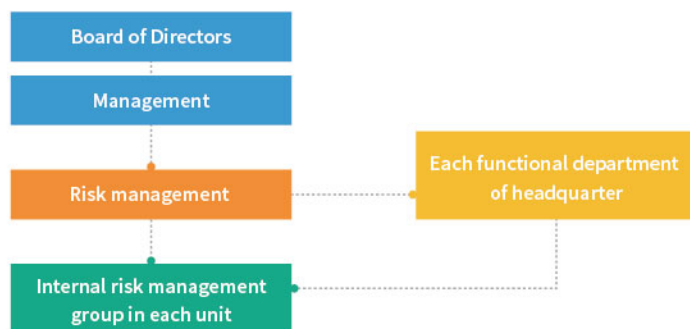 Board of Directors
Management
Risk management
Each functional department
of headquarter
Internal risk management
group in each unit